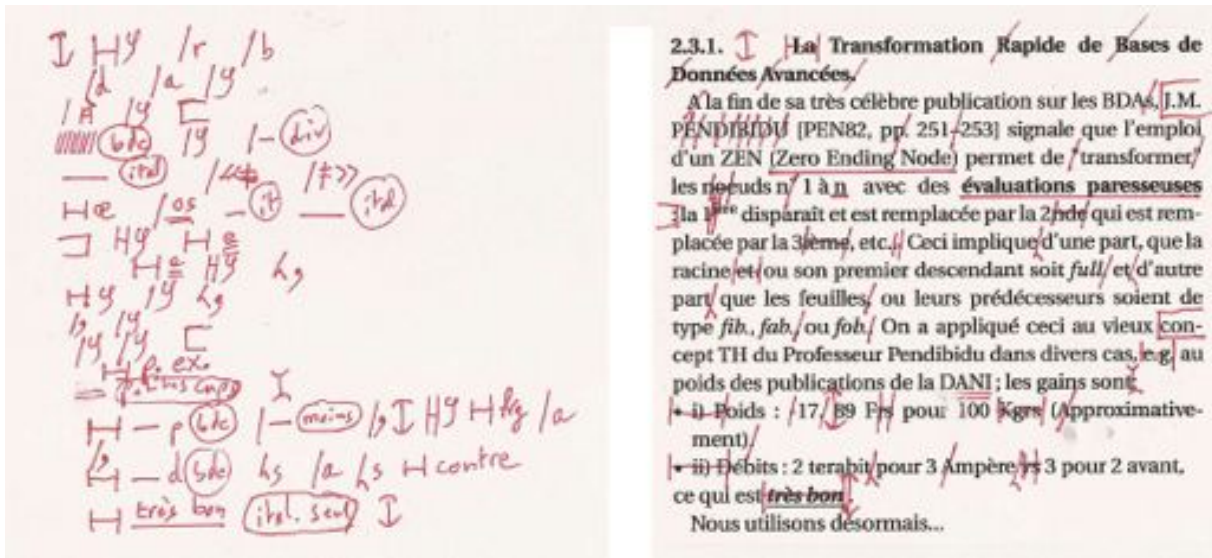 /r /b
/d /a
bdc div
ital
it ital
œ os
p. ex.
petites caps
p bdc moins kg /a
d bdc /a contre
très bon ital. seul
2.3.1. La Transformation Rapide de Bases de
Données Avancées.
A la fin de sa très célèbre publication sur les BDAs, J.M.
PENDIBIDU [PEN82, pp. 251-253] signale que l'emploi
d'un ZEN (Zero Ending Node) permet de "transformer"
les noeuds n 1 à n avec des évaluations paresseuses
la 1ère disparaît et est remplacée par la 2nde qui est rem-
placée par la 3ième, etc. Ceci implique d'une part, que la
racine et/ou son premier descendant soit full et d'autre
part que les feuilles, ou leurs prédécesseurs soient de
type fib., fab. ou fob. On a appliqué ceci au vieux con-
cept TH du Professeur Pendibidu dans divers cas, e.g. au
poids des publications de la DANI ; les gains sont
• i) Poids : 17, 89 Frs pour 100 Kgrs (Approximative-
ment).
• ii) Débits : 2 terabit pour 3 Ampère vs 3 pour 2 avant,
ce qui est très bon
Nous utilisons désormais...